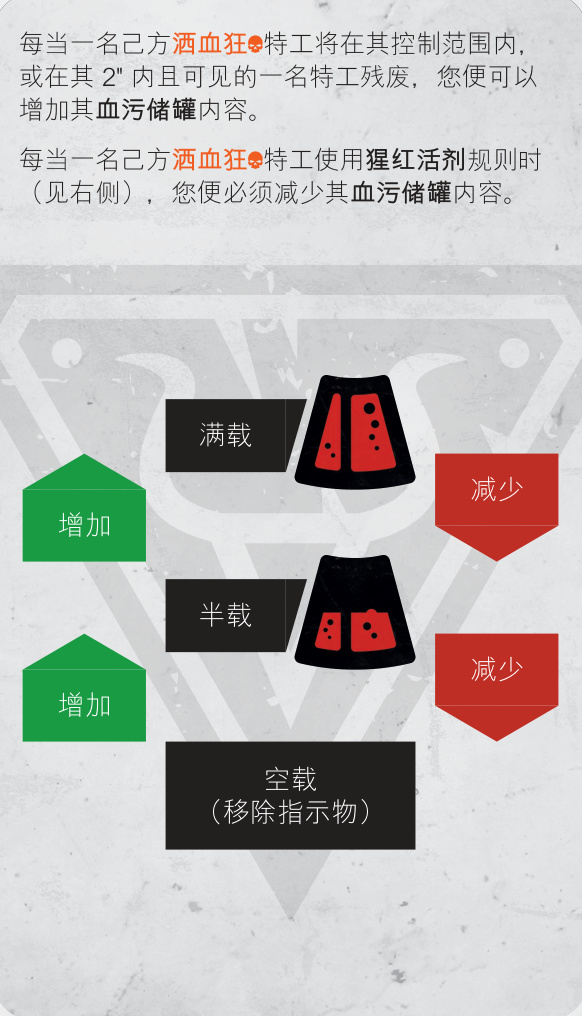 每当一名己方洒血狂特工将在其控制范围内，
或在其 2" 内且可见的一名特工残废，您便可以
增加其血污储罐内容。
每当一名己方洒血狂特工使用猩红活剂规则时
（见右侧），您便必须减少其血污储罐内容。
满载
减少
增加
半载
减少
增加
空载
（移除指示物）